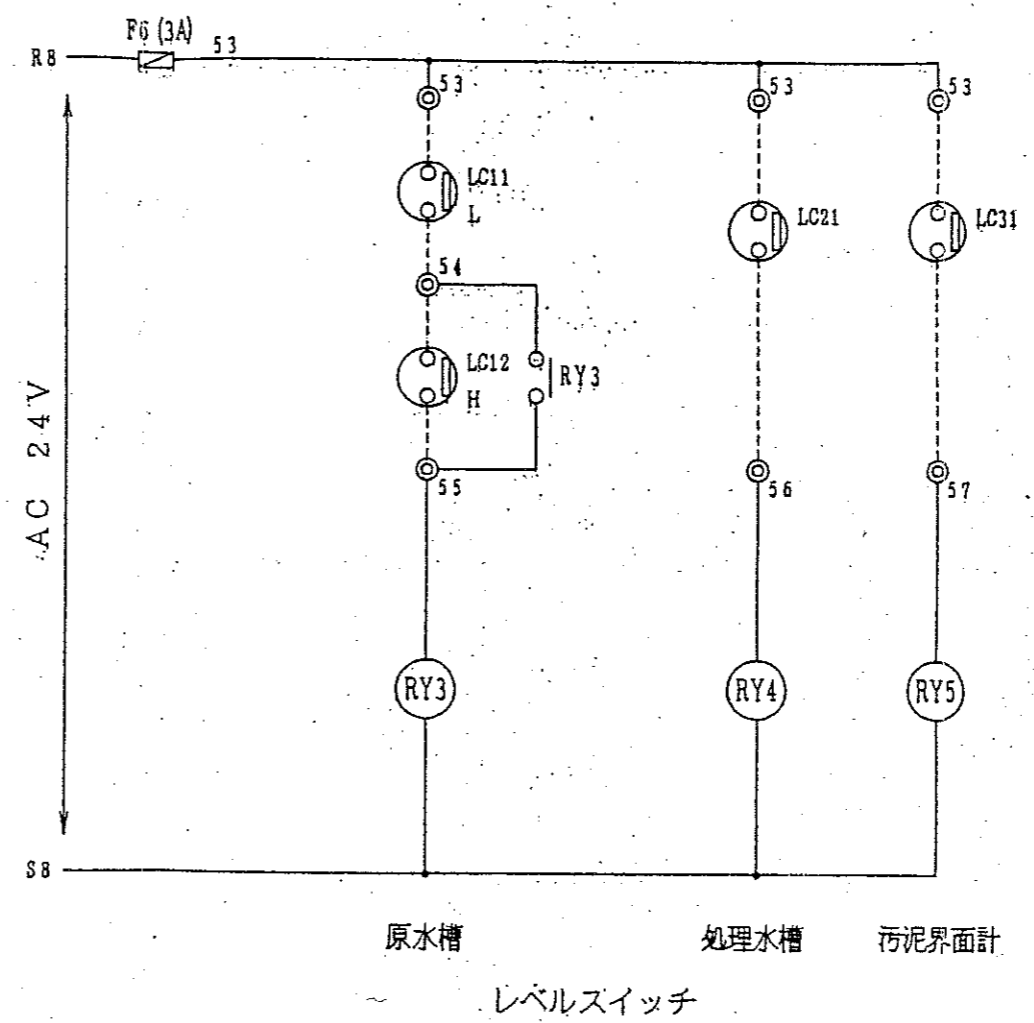 F6 (3A)
53
R8
53
53
53
LC11
L
LC21
LC31
54
LC12
H
RY3
AC 24V
55
56
57
RY3
RY4
RY5
S8
原水槽
処理水槽
汚泥界面計
レベルスイッチ